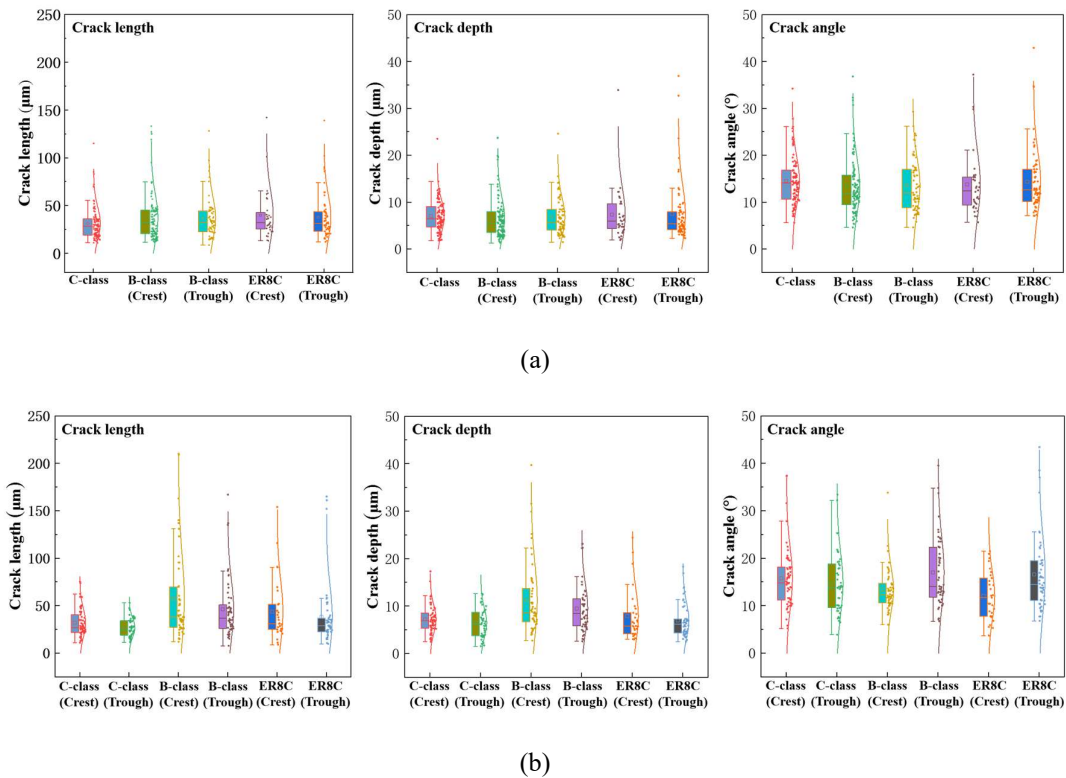 Crack length
Crack length (μm)
250
200
150
100
50
0
C-class
B-class
(Crest)
B-class
(Trough)
ER8C
(Crest)
ER8C
(Trough)
Crack depth
Crack depth (μm)
50
40
30
20
10
0
C-class
B-class
(Crest)
B-class
(Trough)
ER8C
(Crest)
ER8C
(Trough)
Crack angle
Crack angle (°)
50
40
30
20
10
0
C-class
B-class
(Crest)
B-class
(Trough)
ER8C
(Crest)
ER8C
(Trough)
(a)
Crack length
Crack length (μm)
250
200
150
100
50
0
C-class
(Crest)
C-class
(Trough)
B-class
(Crest)
B-class
(Trough)
ER8C
(Crest)
ER8C
(Trough)
Crack depth
Crack depth (μm)
50
40
30
20
10
0
C-class
(Crest)
C-class
(Trough)
B-class
(Crest)
B-class
(Trough)
ER8C
(Crest)
ER8C
(Trough)
Crack angle
Crack angle (°)
50
40
30
20
10
0
C-class
(Crest)
C-class
(Trough)
B-class
(Crest)
B-class
(Trough)
ER8C
(Crest)
ER8C
(Trough)
(b)